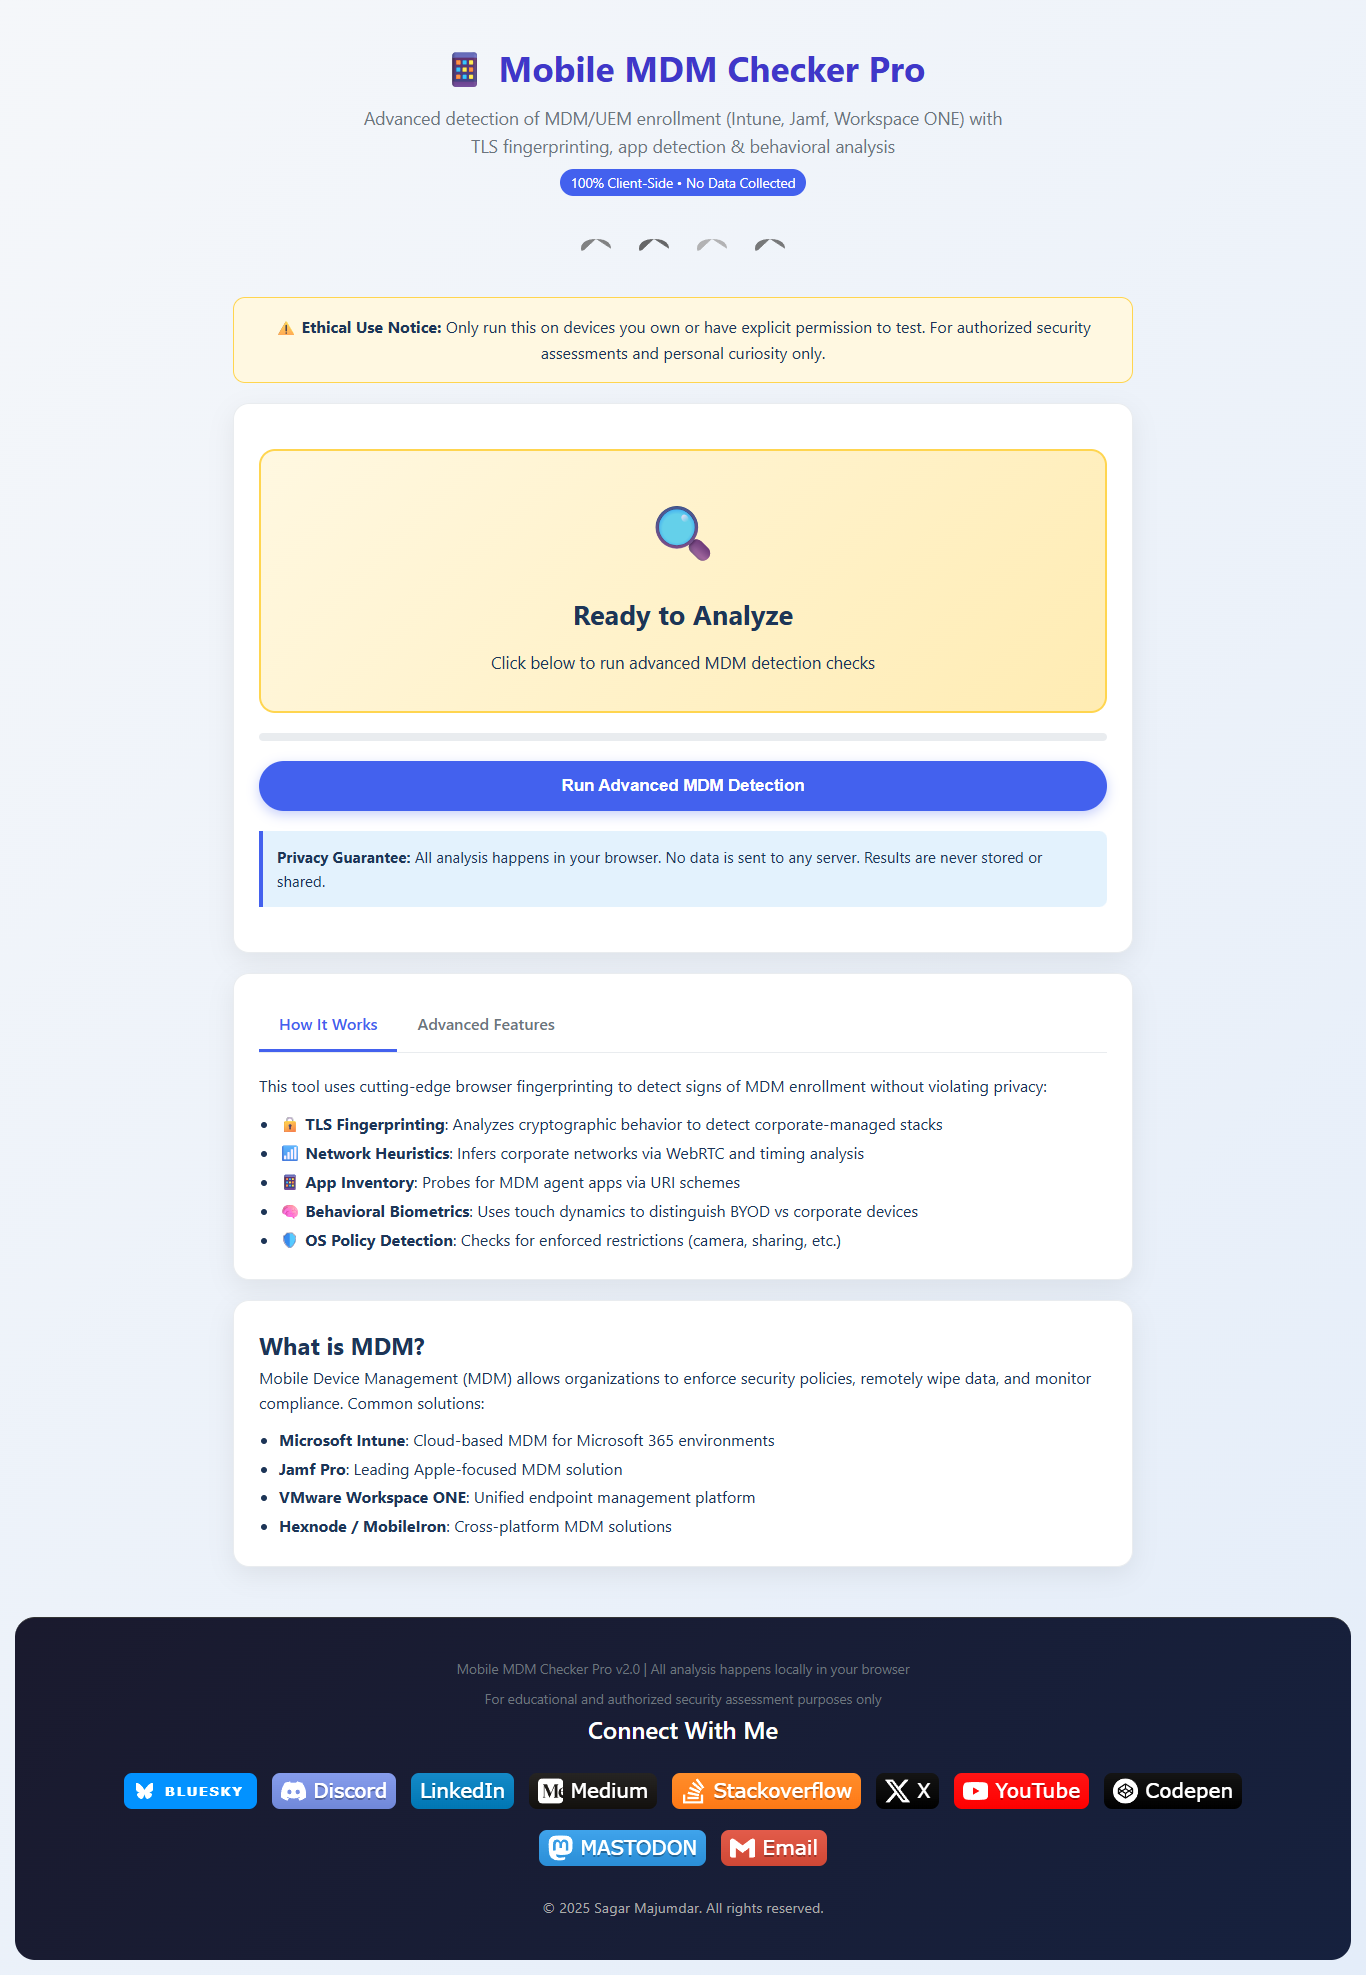 Mobile MDM Checker Pro
Advanced detection of MDM/UEM enrollment (Intune, Jamf, Workspace ONE) with
TLS fingerprinting, app detection & behavioral analysis
100% Client-Side • No Data Collected
Ethical Use Notice: Only run this on devices you own or have explicit permission to test. For authorized security
assessments and personal curiosity only.
Ready to Analyze
Click below to run advanced MDM detection checks
Run Advanced MDM Detection
Privacy Guarantee: All analysis happens in your browser. No data is sent to any server. Results are never stored or
shared.
How It Works Advanced Features
This tool uses cutting-edge browser fingerprinting to detect signs of MDM enrollment without violating privacy:
• TLS Fingerprinting: Analyzes cryptographic behavior to detect corporate-managed stacks
• Network Heuristics: Infers corporate networks via WebRTC and timing analysis
• App Inventory: Probes for MDM agent apps via URI schemes
• Behavioral Biometrics: Uses touch dynamics to distinguish BYOD vs corporate devices
• OS Policy Detection: Checks for enforced restrictions (camera, sharing, etc.)
What is MDM?
Mobile Device Management (MDM) allows organizations to enforce security policies, remotely wipe data, and monitor
compliance. Common solutions:
• Microsoft Intune: Cloud-based MDM for Microsoft 365 environments
• Jamf Pro: Leading Apple-focused MDM solution
• VMware Workspace ONE: Unified endpoint management platform
• Hexnode / MobileIron: Cross-platform MDM solutions
Mobile MDM Checker Pro v2.0 | All analysis happens locally in your browser
For educational and authorized security assessment purposes only
Connect With Me
BLUESKY Discord LinkedIn Medium Stackoverflow X YouTube Codepen
MASTODON Email
© 2025 Sagar Majumdar. All rights reserved.